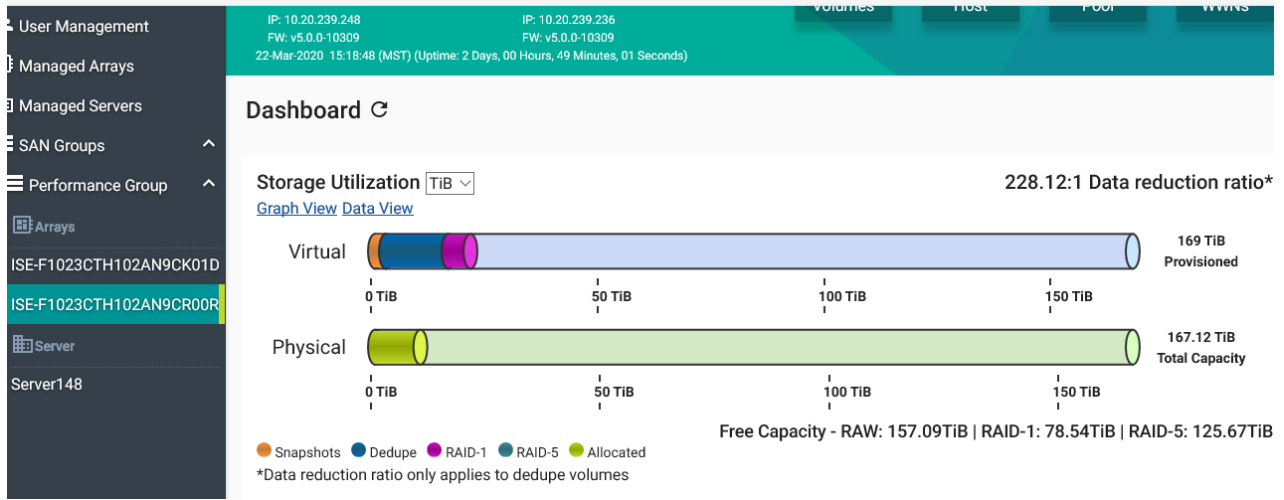 User Management
Managed Arrays
Managed Servers
SAN Groups
Performance Group
Arrays
ISE-F1023CTH102AN9CK01D
ISE-F1023CTH102AN9CR00R
Server
Server148
Volumes Host Pool WWNs
IP: 10.20.239.248 IP: 10.20.239.236
FW: v5.0.0-10309 FW: v5.0.0-10309
22-Mar-2020 15:18:48 (MST) (Uptime: 2 Days, 00 Hours, 49 Minutes, 01 Seconds)
Dashboard
Storage Utilization TiB 228.12:1 Data reduction ratio*
Graph View Data View
Virtual
169 TiB
Provisioned
0 TiB 50 TiB 100 TiB 150 TiB
Physical
167.12 TiB
Total Capacity
0 TiB 50 TiB 100 TiB 150 TiB
Free Capacity - RAW: 157.09TiB | RAID-1: 78.54TiB | RAID-5: 125.67TiB
Snapshots Dedupe RAID-1 RAID-5 Allocated
*Data reduction ratio only applies to dedupe volumes